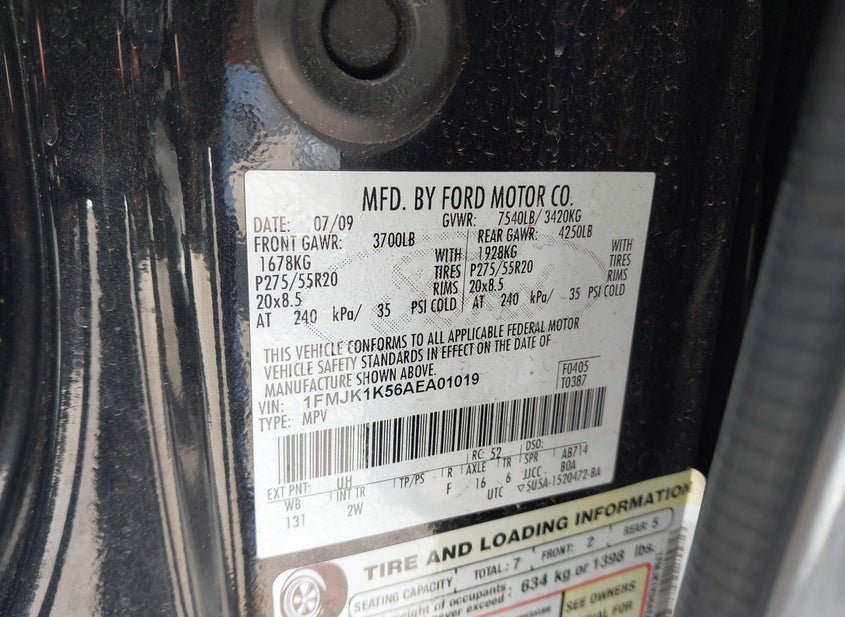 MFD. BY FORD MOTOR CO.
DATE: 07/09 GVWR: 7540LB/ 3420KG
FRONT GAWR: 3700LB REAR GAWR: 4250LB
1678KG WITH 1928KG WITH
P275/55R20 TIRES P275/55R20 TIRES
20x8.5 RIMS 20x8.5 RIMS
AT 240 kPa/ 35 PSI COLD AT 240 kPa/ 35 PSI COLD
THIS VEHICLE CONFORMS TO ALL APPLICABLE FEDERAL MOTOR
VEHICLE SAFETY STANDARDS IN EFFECT ON THE DATE OF
MANUFACTURE SHOWN ABOVE.
F0405
T0387
VIN: 1FMJK1K56AEA01019
TYPE: MPV
RC: 52 DSO:
EXT PNT: UH
WB INT TR TP/PS R AXLE TR SPR AB714
131 2W F 16 6 JJCC BOA
UTC 5U5A-1520472-BA
TIRE AND LOADING INFORMATION
SEATING CAPACITY TOTAL: 7 FRONT: 2 REAR: 5
weight of occupants
never exceed: 634 kg or 1398 lbs.
SEE OWNERS